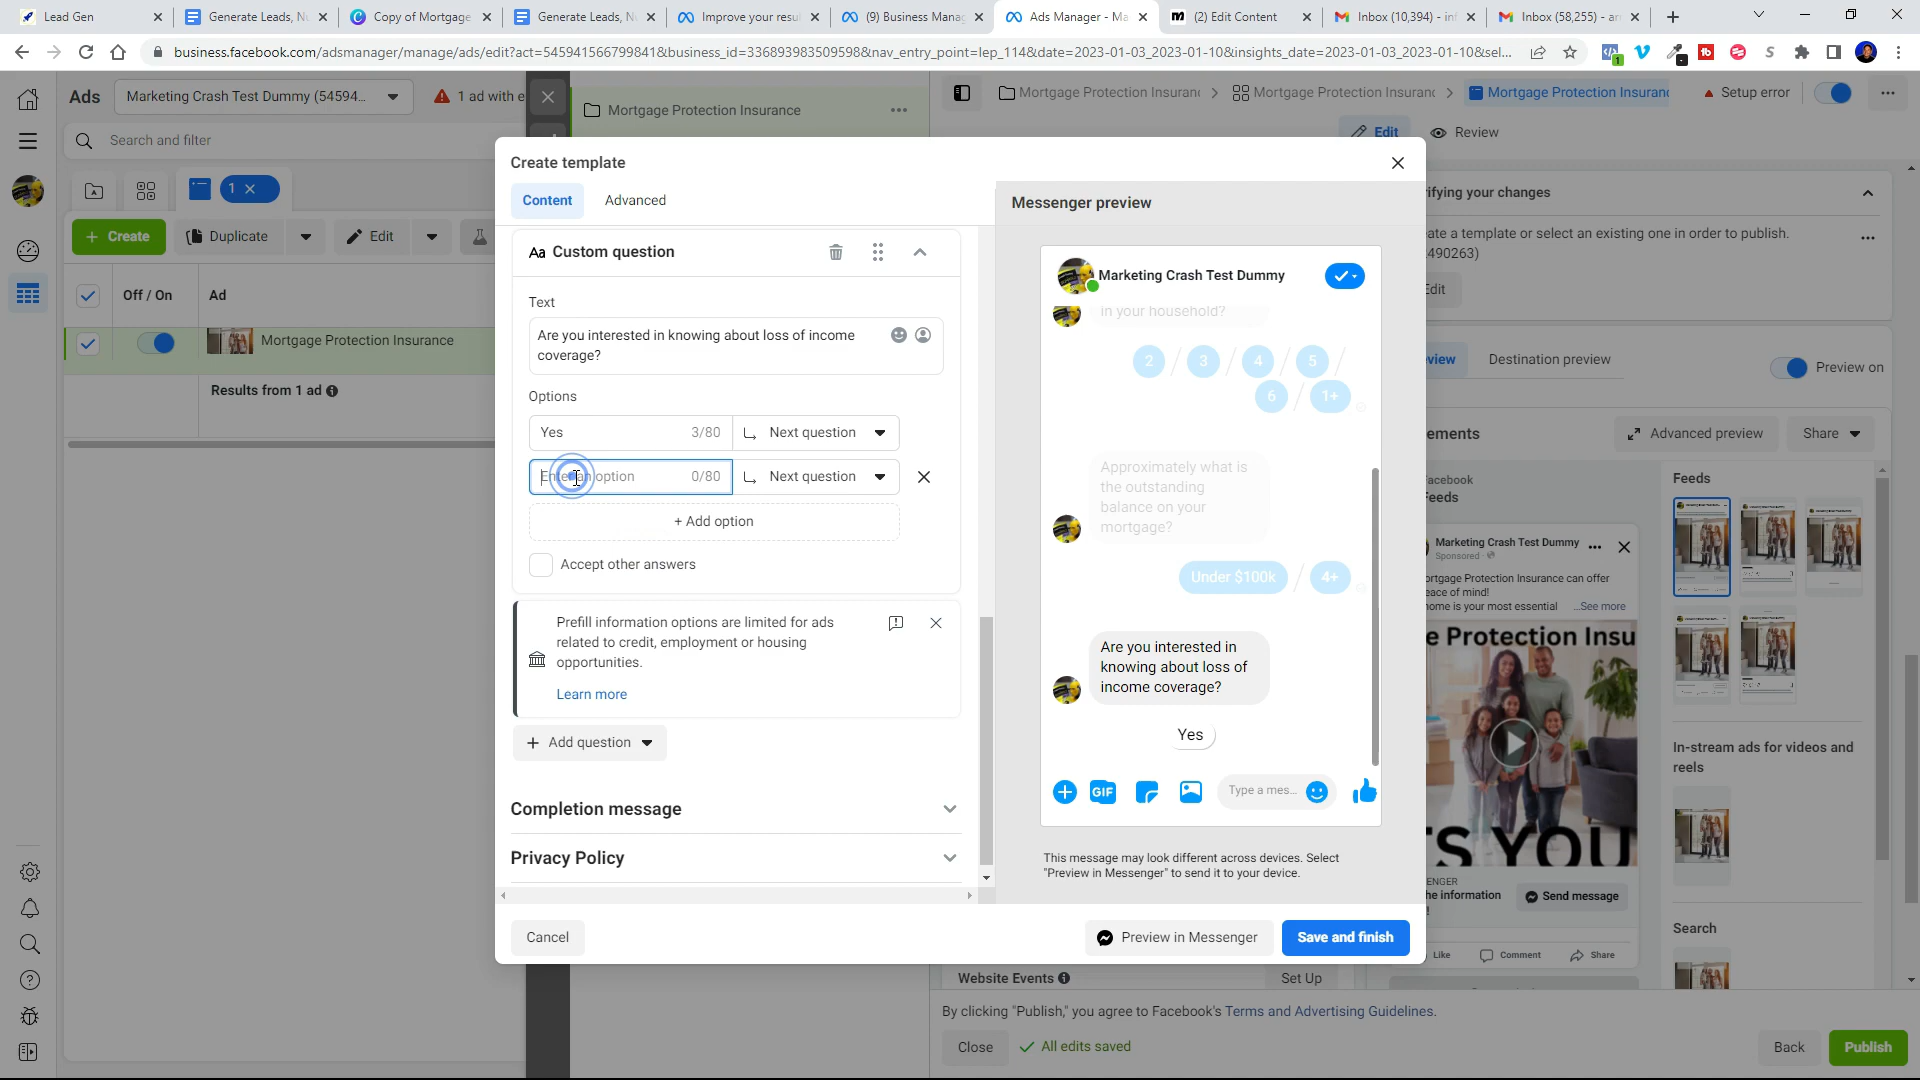 Lead Gen
Generate Leads, N
Copy of Mortgage
Generate Leads, N
Improve your resu
(9) Business Manag
Ads Manager - Ma
(2) Edit Content
Inbox (10,394) - in
Inbox (58,255) - an
business.facebook.com/adsmanager/manage/ads/edit?act=545941566799841&business_id=3368939835095988&nav_entry_point=lep_114&date=2023-01-03_2023-01-10&insights_date=2023-01-03_2023-01-10&sel...
Ads
Marketing Crash Test Dummy (54594...
1 ad with e
Search and filter
1
Create
Duplicate
Edit
Off / On
Ad
Mortgage Protection Insurance
Results from 1 ad
Mortgage Protection Insurance
Mortgage Protection Insuranc
Mortgage Protection Insuranc
Mortgage Protection Insuranc
Setup error
Edit
Review
Create template
Content
Advanced
Custom question
Text
Are you interested in knowing about loss of income
coverage?
Options
Yes
3/80
Next question
Enter an option
0/80
Next question
+ Add option
Accept other answers
Prefill information options are limited for ads
related to credit, employment or housing
opportunities.
Learn more
Add question
Completion message
Privacy Policy
Cancel
Preview in Messenger
Save and finish
Messenger preview
Marketing Crash Test Dummy
in your household?
2
3
4
5
6
1+
Approximately what is
the outstanding
balance on your
mortgage?
Under $100k
4+
Are you interested in
knowing about loss of
income coverage?
Yes
GIF
Type a mes...
This message may look different across devices. Select
"Preview in Messenger" to send it to your device.
rifying your changes
eate a template or select an existing one in order to publish.
490263)
Edit
view
Destination preview
Preview on
ements
Advanced preview
Share
acebook
eeds
Feeds
Marketing Crash Test Dummy
Sponsored
ortgage Protection Insurance can offer
eace of mind!
ome is your most essential
...See more
e Protection Insu
TS YOU
ENGER
he information
!
Send message
Like
Comment
Share
In-stream ads for videos and
reels
Search
Website Events
Set Up
By clicking "Publish," you agree to Facebook's Terms and Advertising Guidelines.
Close
All edits saved
Back
Publish